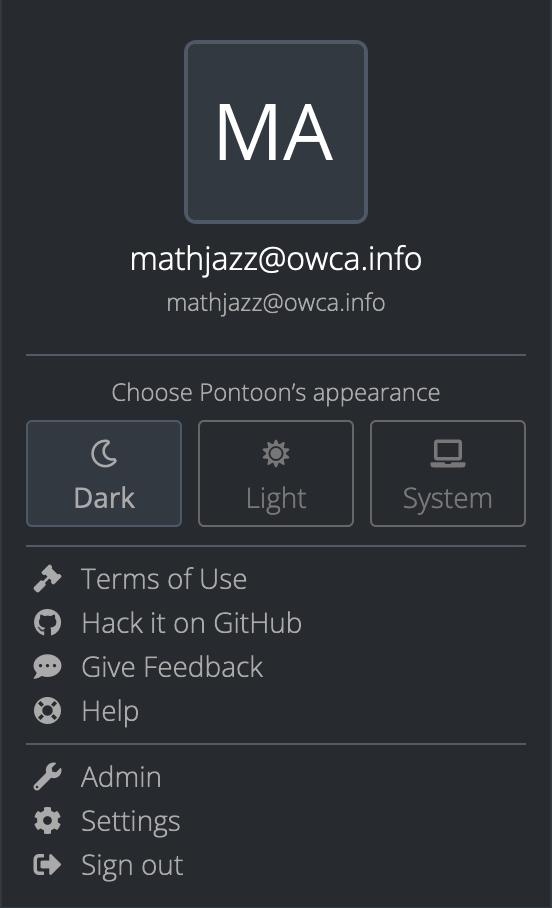 MA
mathjazz@owca.info
mathjazz@owca.info
Choose Pontoon’s appearance
Dark Light System
Terms of Use
Hack it on GitHub
Give Feedback
Help
Admin
Settings
Sign out